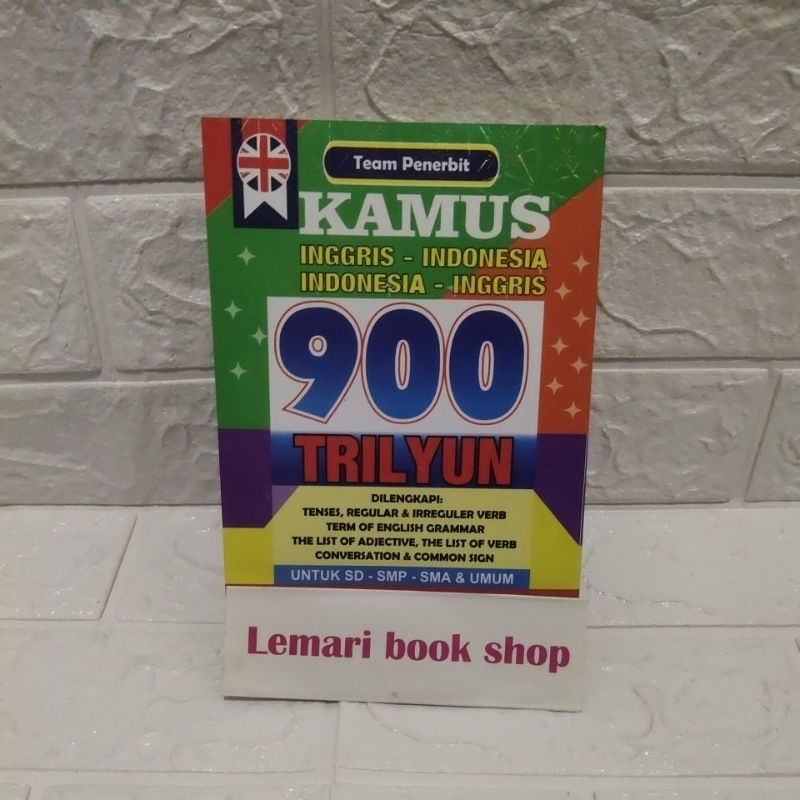 Team Penerbit
KAMUS
INGGRIS - INDONESIA
INDONESIA - INGGRIS
900
TRILYUN
DILENGKAPI:
TENSES, REGULAR & IRREGULER VERB
TERM OF ENGLISH GRAMMAR
THE LIST OF ADJECTIVE, THE LIST OF VERB
CONVERSATION & COMMON SIGN
UNTUK SD - SMP - SMA & UMUM
Lemari book shop